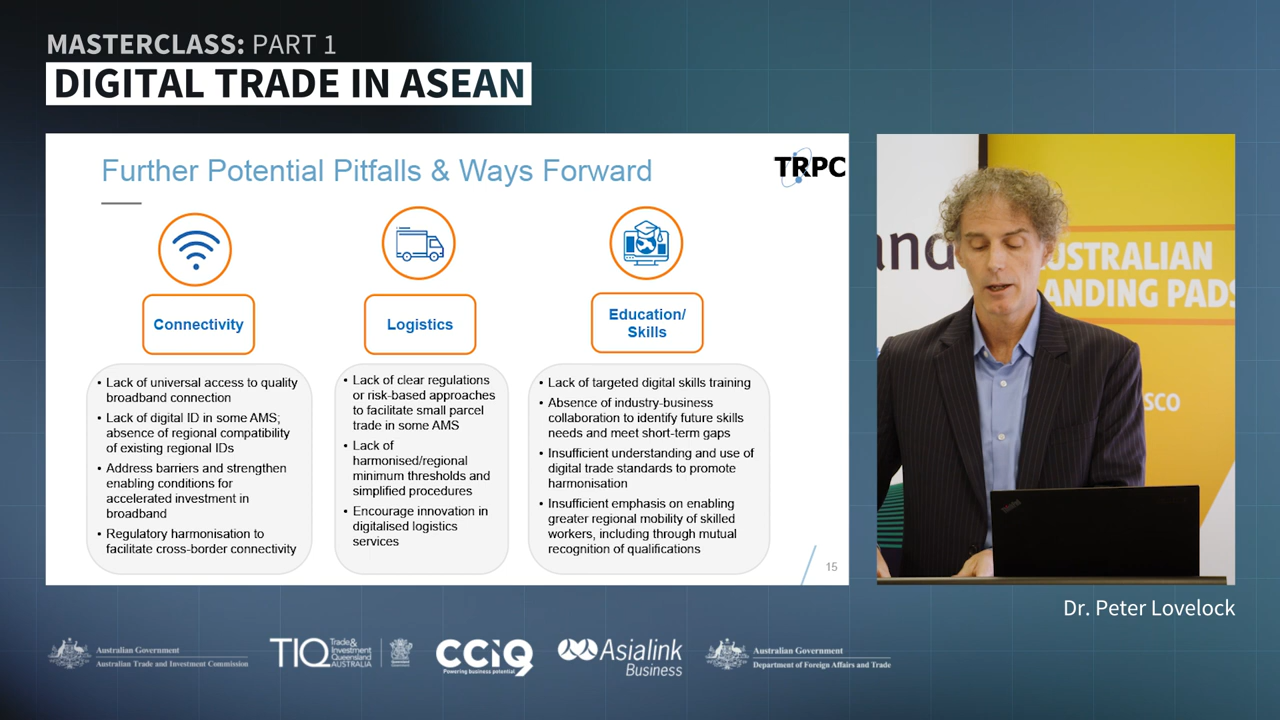 MASTERCLASS: PART 1
DIGITAL TRADE IN ASEAN
Further Potential Pitfalls & Ways Forward
TRPC
Connectivity
• Lack of universal access to quality
broadband connection
• Lack of digital ID in some AMS;
absence of regional compatibility
of existing regional IDs
• Address barriers and strengthen
enabling conditions for
accelerated investment in
broadband
• Regulatory harmonisation to
facilitate cross-border connectivity
Logistics
• Lack of clear regulations
or risk-based approaches
to facilitate small parcel
trade in some AMS
• Lack of
harmonised/regional
minimum thresholds and
simplified procedures
• Encourage innovation in
digitalised logistics
services
Education/
Skills
• Lack of targeted digital skills training
• Absence of industry-business
collaboration to identify future skills
needs and meet short-term gaps
• Insufficient understanding and use of
digital trade standards to promote
harmonisation
• Insufficient emphasis on enabling
greater regional mobility of skilled
workers, including through mutual
recognition of qualifications
15
and
USTRALIAN
ANDING PADS
SCO
ThinkPad
Dr. Peter Lovelock
Australian Government
Australian Trade and Investment Commission
TIQ
Trade &
Investment
Queensland
AUSTRALIA
CCIQ
Powering business potential
Asialink
Business
Australian Government
Department of Foreign Affairs and Trade